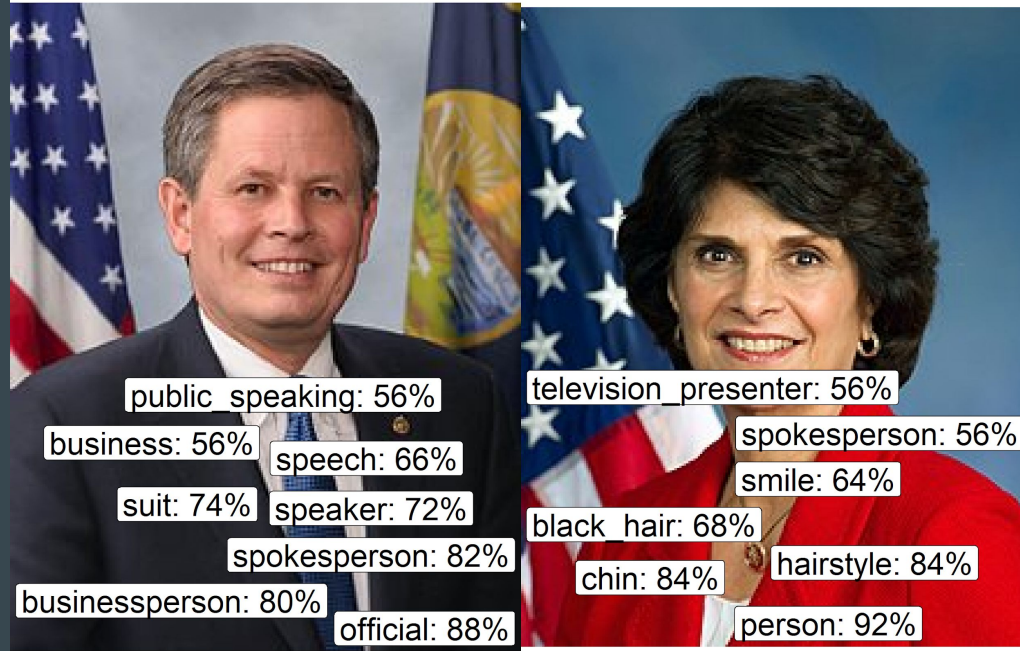 public_speaking: 56%
business: 56%
speech: 66%
suit: 74%
speaker: 72%
spokesperson: 82%
businessperson: 80%
official: 88%
television_presenter: 56%
spokesperson: 56%
smile: 64%
black_hair: 68%
hairstyle: 84%
chin: 84%
person: 92%